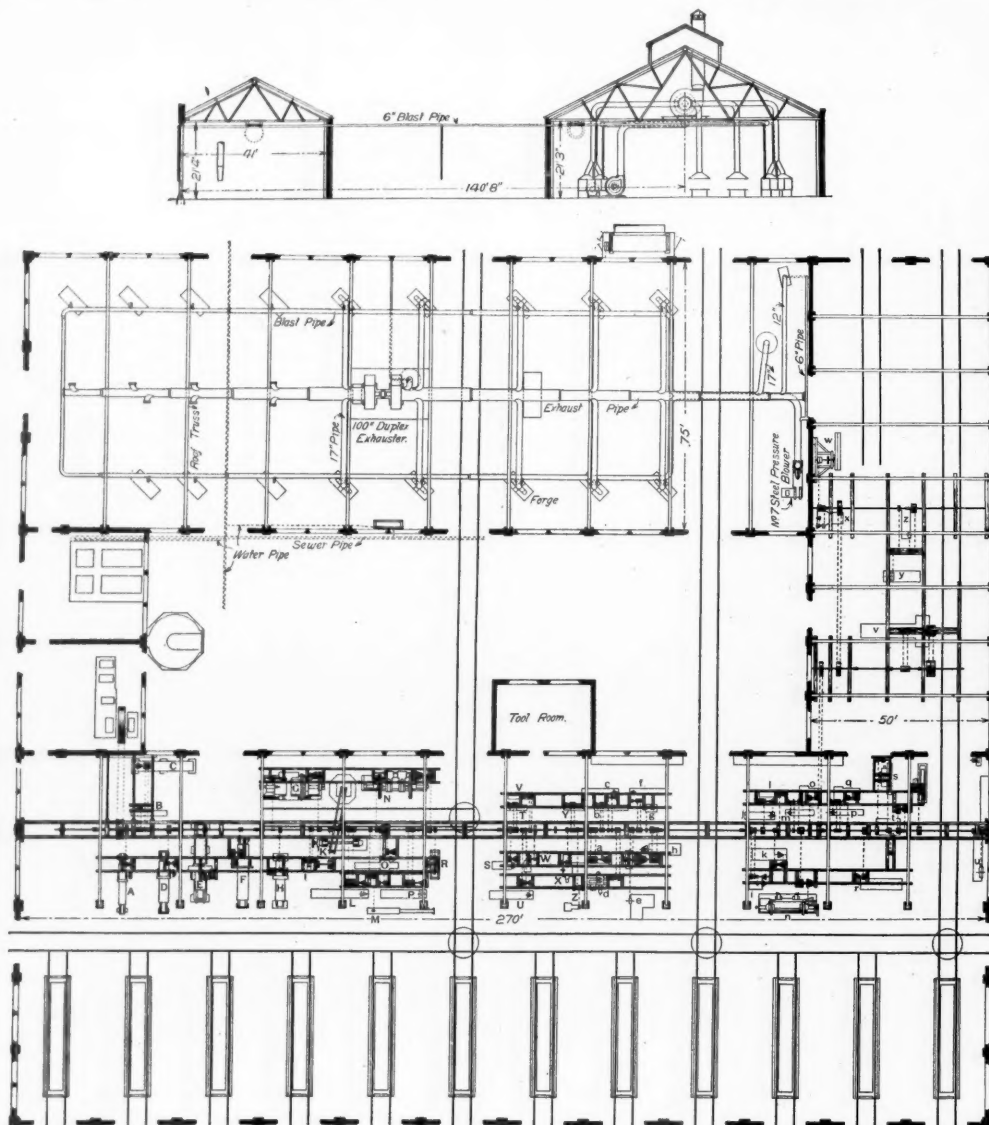 6" Blast Pipe
41'
21'4"
21'3"
140' 8"
Blast Pipe
Roof Truss
17" Pipe
100" Duplex
Exhauster.
Exhaust Pipe
Forge
75'
12"
17"
6" Pipe
Nº 7 Steel Pressure
Blower
Water Pipe
Sewer Pipe
Tool Room.
50'
W
X
Z
y
V
C
B
G
N
V
C
f
T
Y
b
g
l
o
q
s
p
K
O
R
S
W
a
h
k
A
D
E
F
H
I
L
P
M
U
X
Z
d
e
i
j
n
r
270'